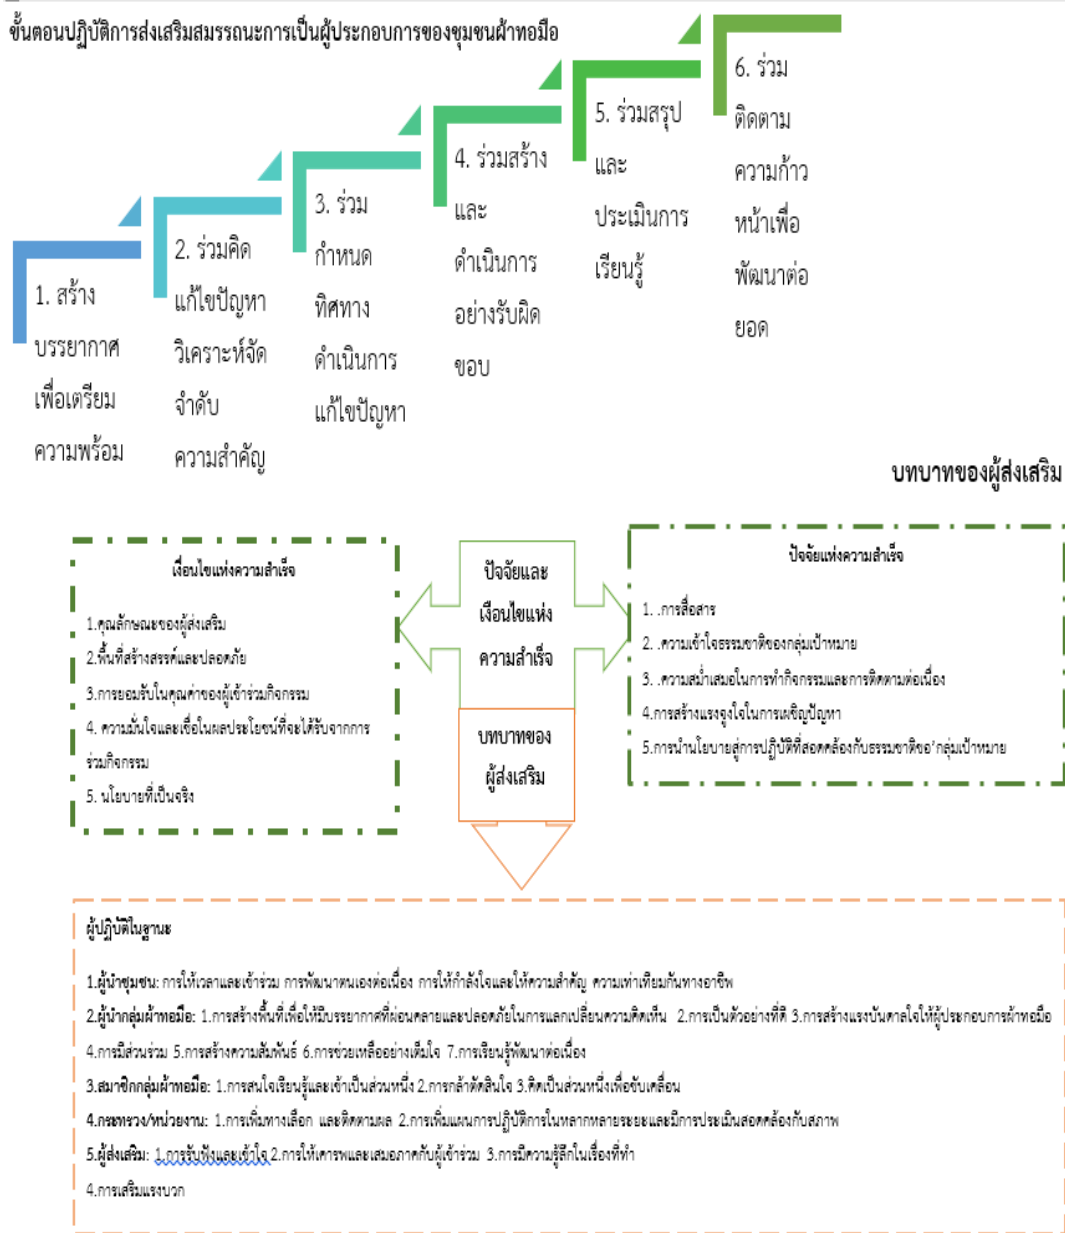 ขั้นตอนปฏิบัติการส่งเสริมสมรรถนะการเป็นผู้ประกอบการของชุมชนผ้าทอมือ
1. สร้าง
บรรยากาศ
เพื่อเตรียม
ความพร้อม
2. ร่วมคิด
แก้ไขปัญหา
วิเคราะห์จัด
จำดับ
ความสำคัญ
3. ร่วม
กำหนด
ทิศทาง
ดำเนินการ
แก้ไขปัญหา
4. ร่วมสร้าง
และ
ดำเนินการ
อย่างรับผิด
ขอบ
5. ร่วมสรุป
และ
ประเมินการ
เรียนรู้
6. ร่วม
ติดตาม
ความก้าว
หน้าเพื่อ
พัฒนาต่อ
ยอด
บทบาทของผู้ส่งเสริม
เงื่อนไขแห่งความสำเร็จ
1.คุณลักษณะของผู้ส่งเสริม
2.พื้นที่สร้างสรรค์และปลอดภัย
3.การยอมรับในคุณค่าของผู้เข้าร่วมกิจกรรม
4. ความมั่นใจและเชื่อในผลประโยชน์ที่จะได้รับจากการ
ร่วมกิจกรรม
5. นโยบายที่เป็นจริง
ปัจจัยและ
เงือนไขแห่ง
ความสำเร็จ
บทบาทของ
ผู้ส่งเสริม
ปัจจัยแห่งความสำเร็จ
1. .การสื่อสาร
2. .ความเข้าใจธรรมชาติของกลุ่มเป้าหมาย
3. .ความสม่ำเสมอในการทำกิจกรรมและการติดตามต่อเนื่อง
4.การสร้างแรงจูงใจในการเผชิญปัญหา
5.การนำนโยบายสู่การปฏิบัติที่สอดคล้องกับธรรมชาติขอ'กลุ่มเป้าหมาย
ผู้ปฏิบัติในฐานะ
1.ผู้นำชุมชน: การให้เวลาและเข้าร่วม การพัฒนาตนเองต่อเนื่อง การให้กำลังใจและให้ความสำคัญ ความเท่าเทียมกันทางอาชีพ
2.ผู้นำกลุ่มผ้าทอมือ: 1.การสร้างพื้นที่เพื่อให้มีบรรยากาศที่ผ่อนคลายและปลอดภัยในการแลกเปลี่ยนความคิดเห็น 2.การเป็นตัวอย่างที่ดี 3.การสร้างแรงบันดาลใจให้ผู้ประกอบการผ้าทอมือ
4.การมีส่วนร่วม 5.การสร้างความสัมพันธ์ 6.การช่วยเหลืออย่างเต็มใจ 7.การเรียนรู้พัฒนาต่อเนื่อง
3.สมาชิกกลุ่มผ้าทอมือ: 1.การสนใจเรียนรู้และเข้าเป็นส่วนหนึ่ง 2.การกล้าตัดสินใจ 3.คิดเป็นส่วนหนึ่งเพื่อขับเคลื่อน
4.กระทรวง/หน่วยงาน: 1.การเพิ่มทางเลือก และติดตามผล 2.การเพิ่มแผนการปฏิบัติการในหลากหลายระยะและมีการประเมินสอดคล้องกับสภาพ
5.ผู้ส่งเสริม: 1.การรับฟังและเข้าใจ 2.การให้เคารพและเสมอภาคกับผู้เข้าร่วม 3.การมีความรู้ลึกในเรื่องที่ทำ
4.การเสริมแรงบวก